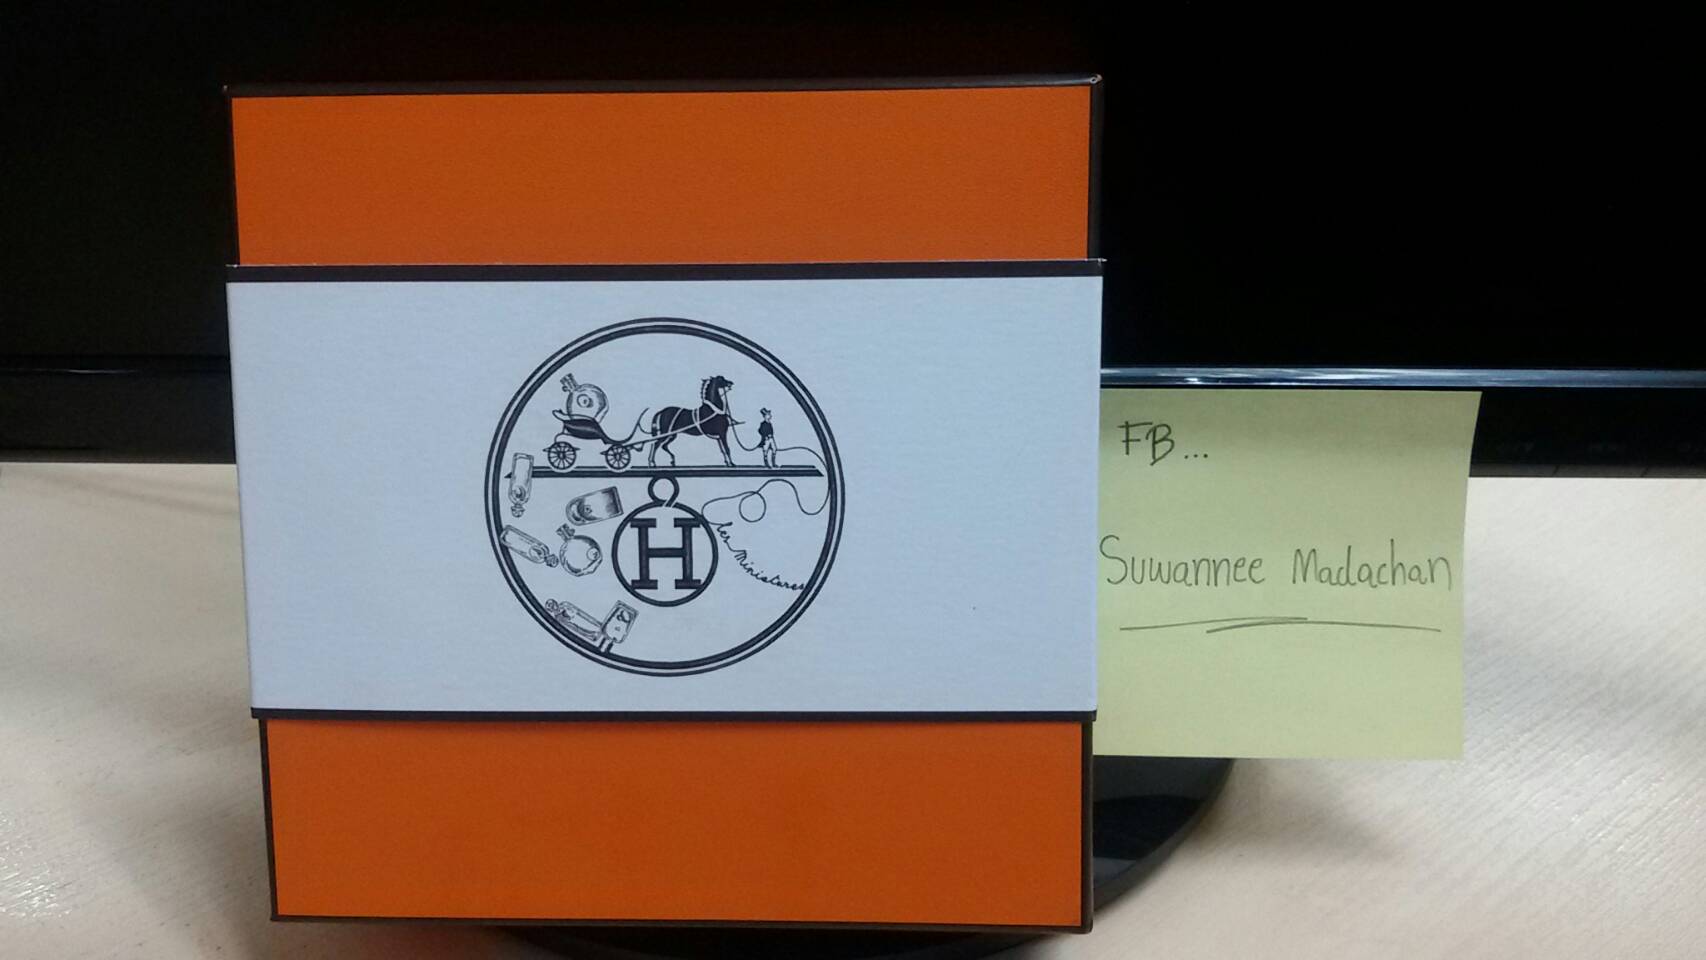 H
Les Miniatures
FB...
Suwannee Madachan